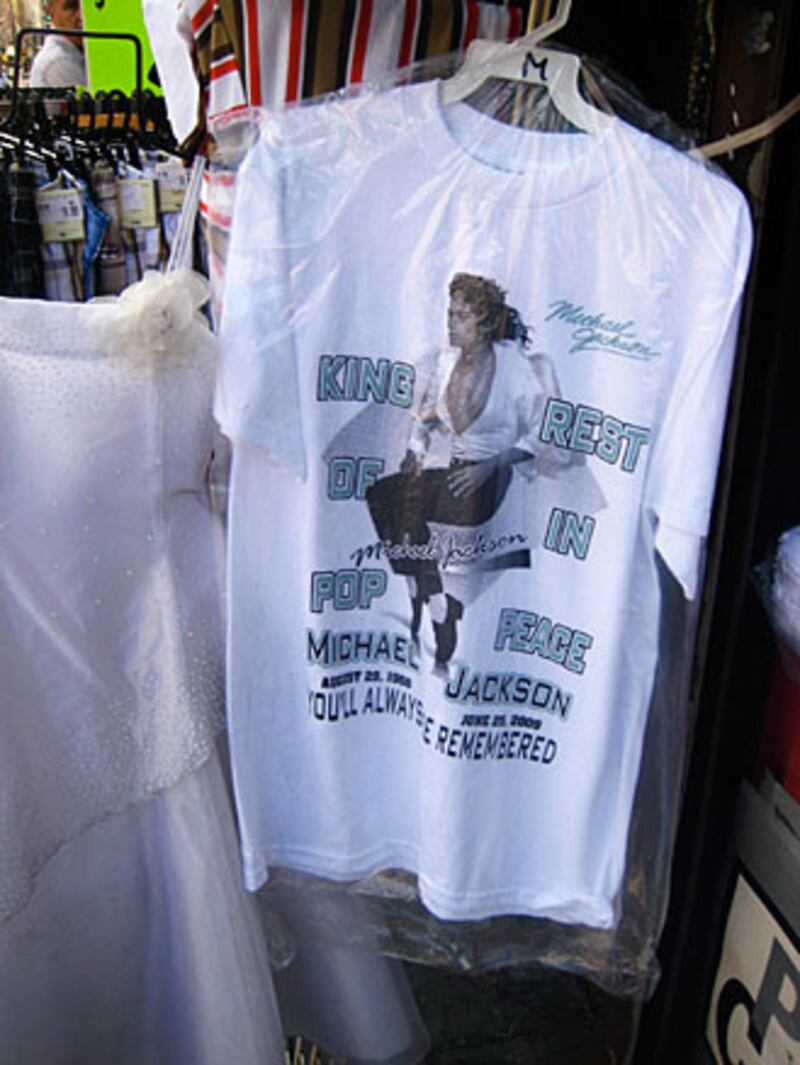 M
Michael
Jackson
KING
REST
OF
IN
Michael Jackson
POP
PEACE
MICHAEL
JACKSON
AUGUST 29, 1958
JUNE 25, 2009
YOU'LL ALWAYS BE REMEMBERED
P